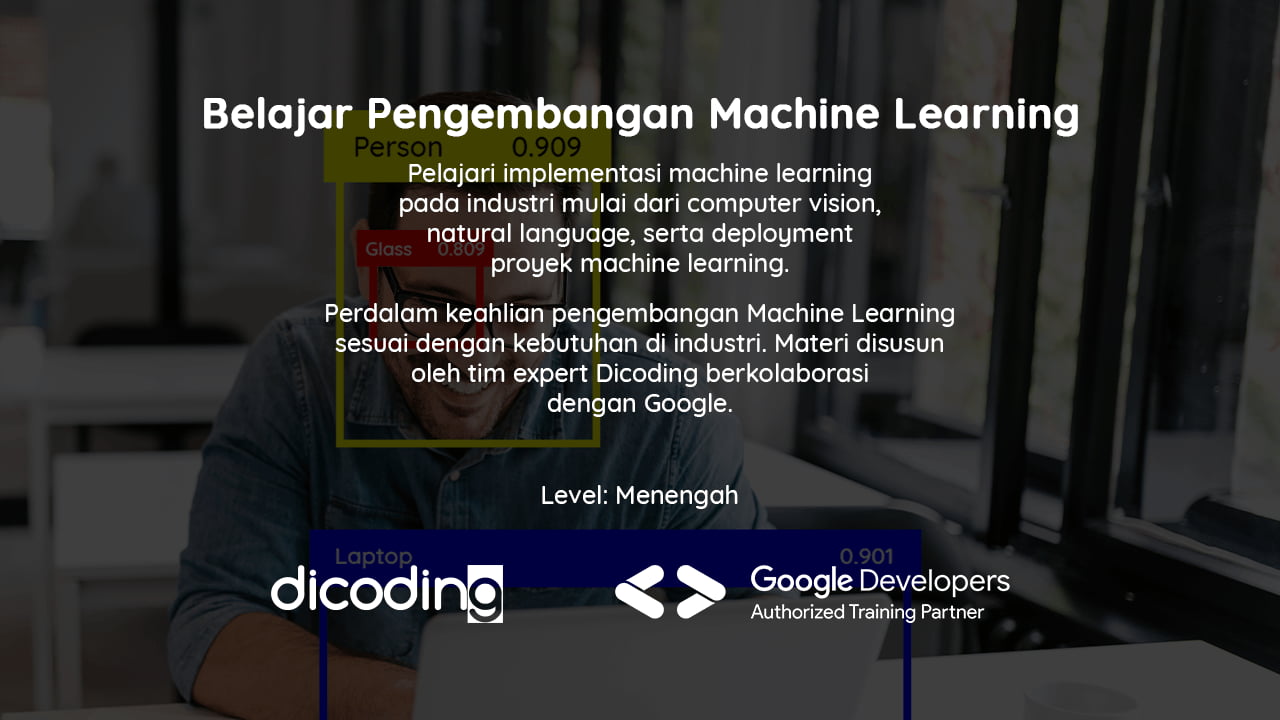 Belajar Pengembangan Machine Learning
Person 0.909
Pelajari implementasi machine learning
pada industri mulai dari computer vision,
natural language, serta deployment
Glass 0.809
proyek machine learning.
Perdalam keahlian pengembangan Machine Learning
sesuai dengan kebutuhan di industri. Materi disusun
oleh tim expert Dicoding berkolaborasi
dengan Google.
Level: Menengah
Laptop 0.901
dicoding
Google Developers
Authorized Training Partner